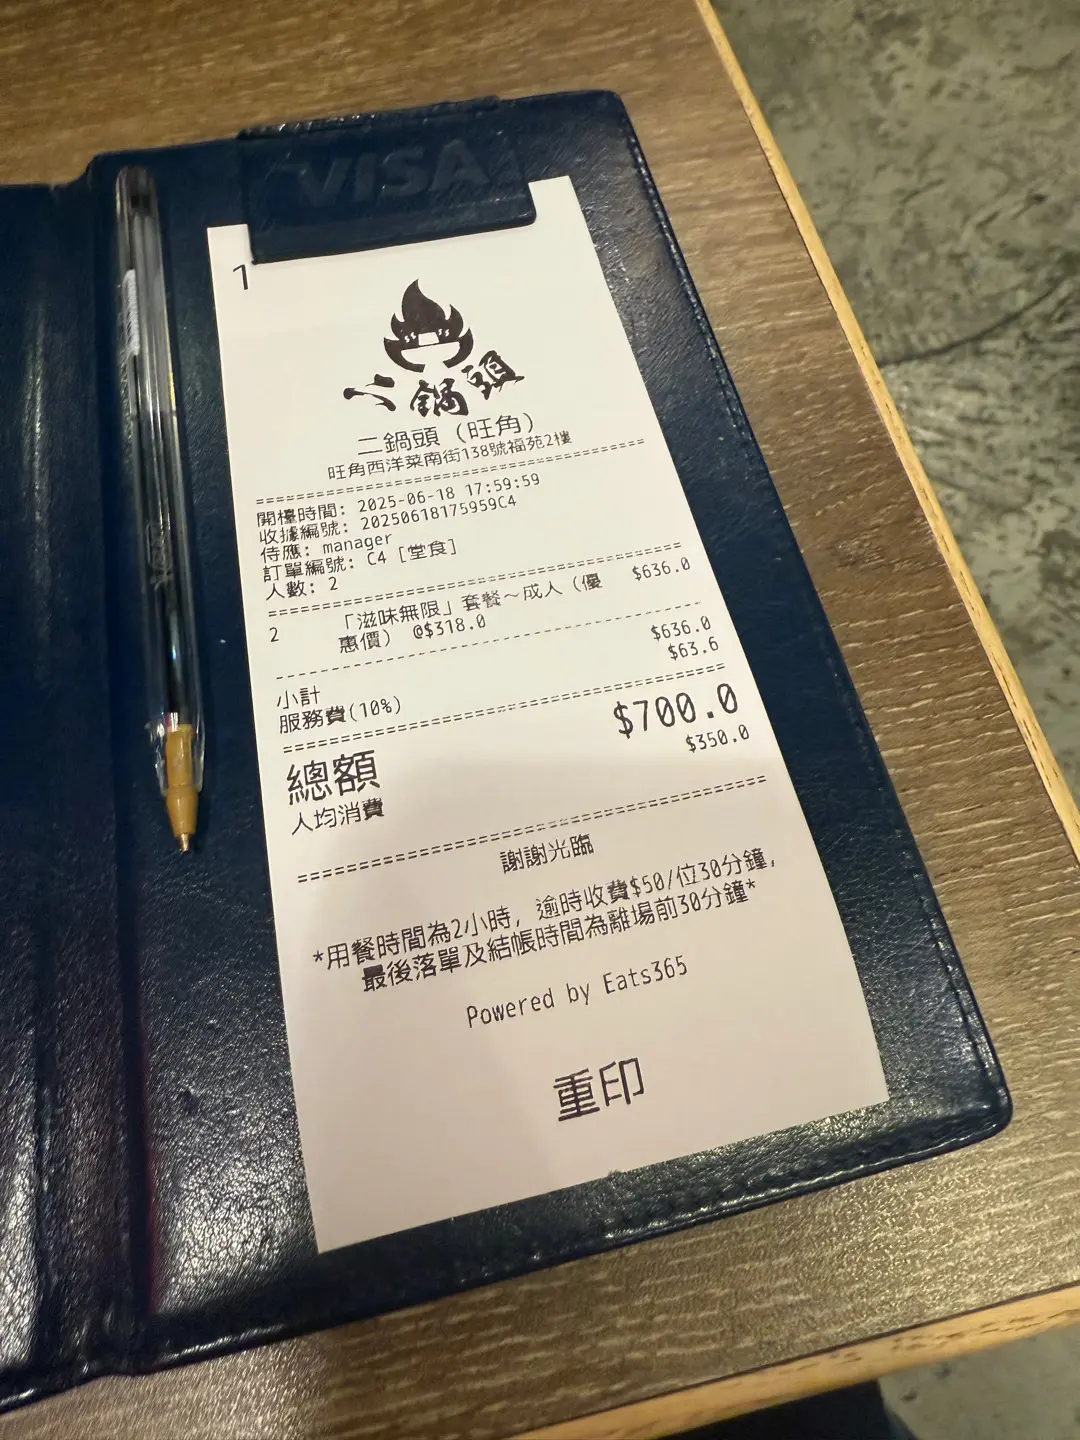 VISA
1
二鍋頭
二鍋頭 (旺角)
旺角西洋菜南街138號福苑2樓
開檯時間: 2025-06-18 17:59:59
收據編號: 20250618175959C4
侍應: manager
訂單編號: C4 [堂食]
人數: 2
2 「滋味無限」套餐～成人 (優 $636.0
惠價) @$318.0
小計 $636.0
服務費(10%) $63.6
總額 $700.0
人均消費 $350.0
謝謝光臨
*用餐時間為2小時, 逾時收費$50/位30分鐘,
最後落單及結帳時間為離場前30分鐘*
Powered by Eats365
重印